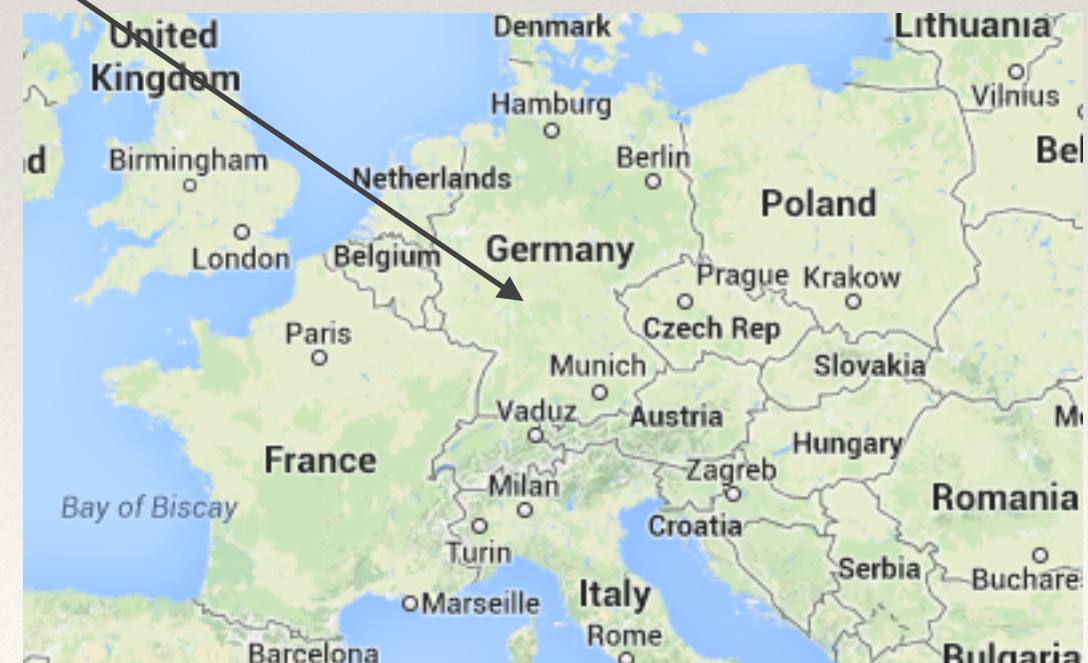 United
Kingdom
Denmark
Lithuania
Vilnius
Hamburg
Bel
d
Birmingham
Berlin
Netherlands
Poland
London
Belgium
Germany
Prague
Krakow
Czech Rep
Paris
Munich
Slovakia
Vaduz
Austria
M
Hungary
France
Zagreb
Milan
Romania
Bay of Biscay
Croatia
Turin
Serbia
Buchare
Marseille
Italy
Rome
Barcelona
Bulgaria